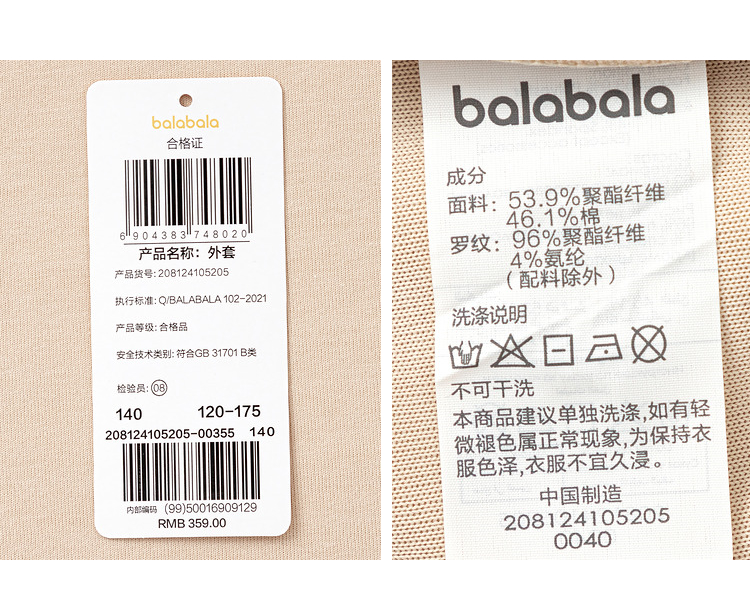 balabala
合格证
6 904383 748020
产品名称：外套
产品货号：208124105205
执行标准：Q/BALABALA 102-2021
产品等级：合格品
安全技术类别：符合GB 31701 B类
检验员：08
140 120-175
208124105205-00355 140
内部编码 (99)50016909129
RMB 359.00
balabala
成分
面料：53.9%聚酯纤维
46.1%棉
罗纹：96%聚酯纤维
4%氨纶
（配料除外）
洗涤说明
不可干洗
本商品建议单独洗涤,如有轻
微褪色属正常现象,为保持衣
服色泽,衣服不宜久浸。
中国制造
208124105205
0040